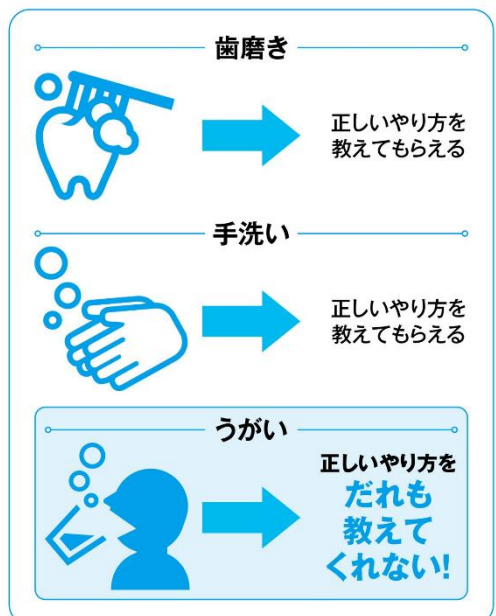 歯磨き
正しいやり方を
教えてもらえる
手洗い
正しいやり方を
教えてもらえる
うがい
正しいやり方を
だれも
教えて
くれない!